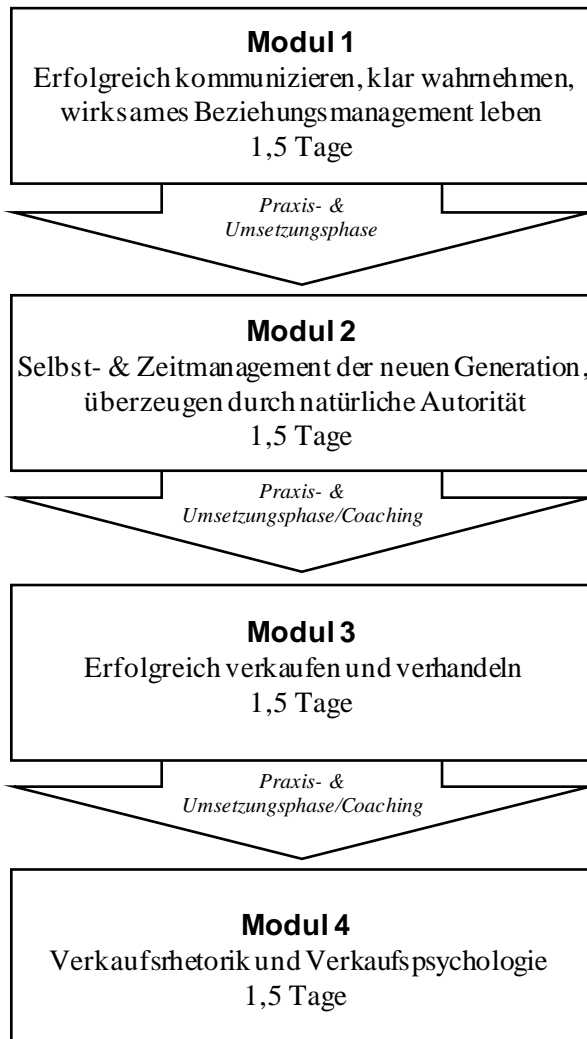 Modul 1
Erfolgreich kommunizieren, klar wahrnehmen,
wirksames Beziehungsmanagement leben
1,5 Tage
Praxis- &
Umsetzungsphase
Modul 2
Selbst- & Zeitmanagement der neuen Generation,
überzeugen durch natürliche Autorität
1,5 Tage
Praxis- &
Umsetzungsphase/Coaching
Modul 3
Erfolgreich verkaufen und verhandeln
1,5 Tage
Praxis- &
Umsetzungsphase/Coaching
Modul 4
Verkaufsrhetorik und Verkaufspsychologie
1,5 Tage